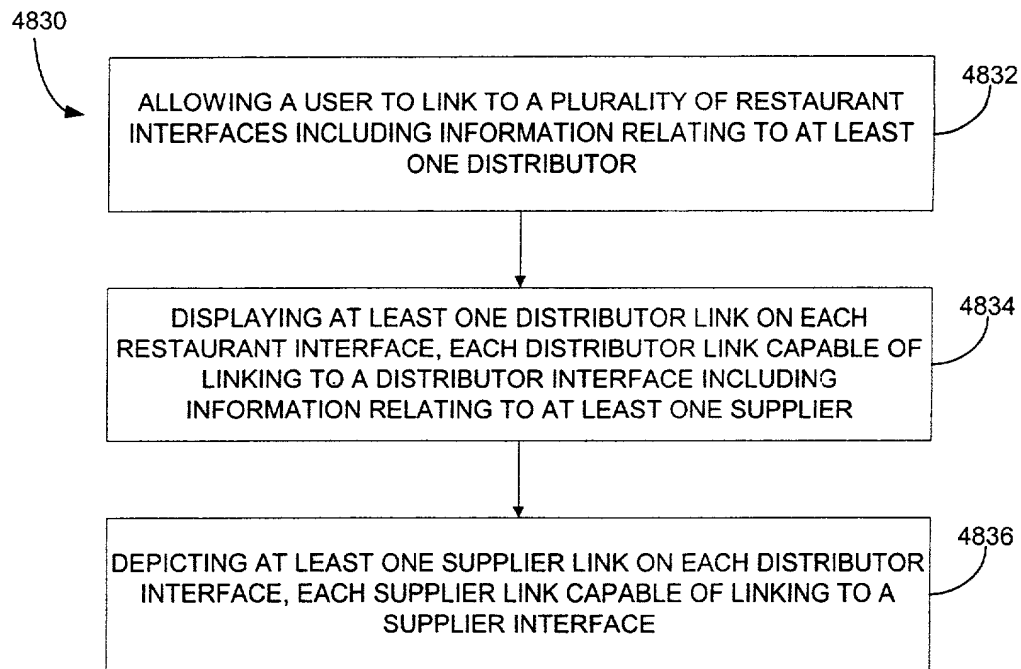 4830
4832
ALLOWING A USER TO LINK TO A PLURALITY OF RESTAURANT
INTERFACES INCLUDING INFORMATION RELATING TO AT LEAST
ONE DISTRIBUTOR
4834
DISPLAYING AT LEAST ONE DISTRIBUTOR LINK ON EACH
RESTAURANT INTERFACE, EACH DISTRIBUTOR LINK CAPABLE OF
LINKING TO A DISTRIBUTOR INTERFACE INCLUDING
INFORMATION RELATING TO AT LEAST ONE SUPPLIER
4836
DEPICTING AT LEAST ONE SUPPLIER LINK ON EACH DISTRIBUTOR
INTERFACE, EACH SUPPLIER LINK CAPABLE OF LINKING TO A
SUPPLIER INTERFACE